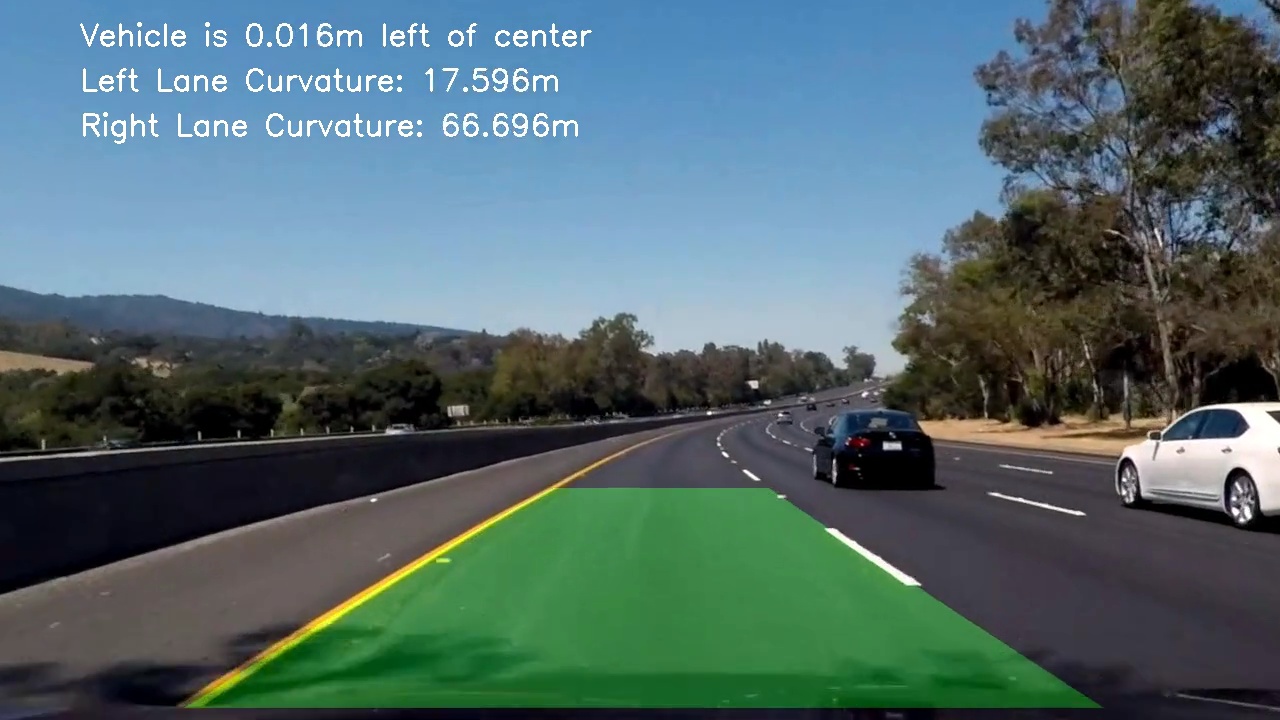 Vehicle is 0.016m left of center
Left Lane Curvature: 17.596m
Right Lane Curvature: 66.696m